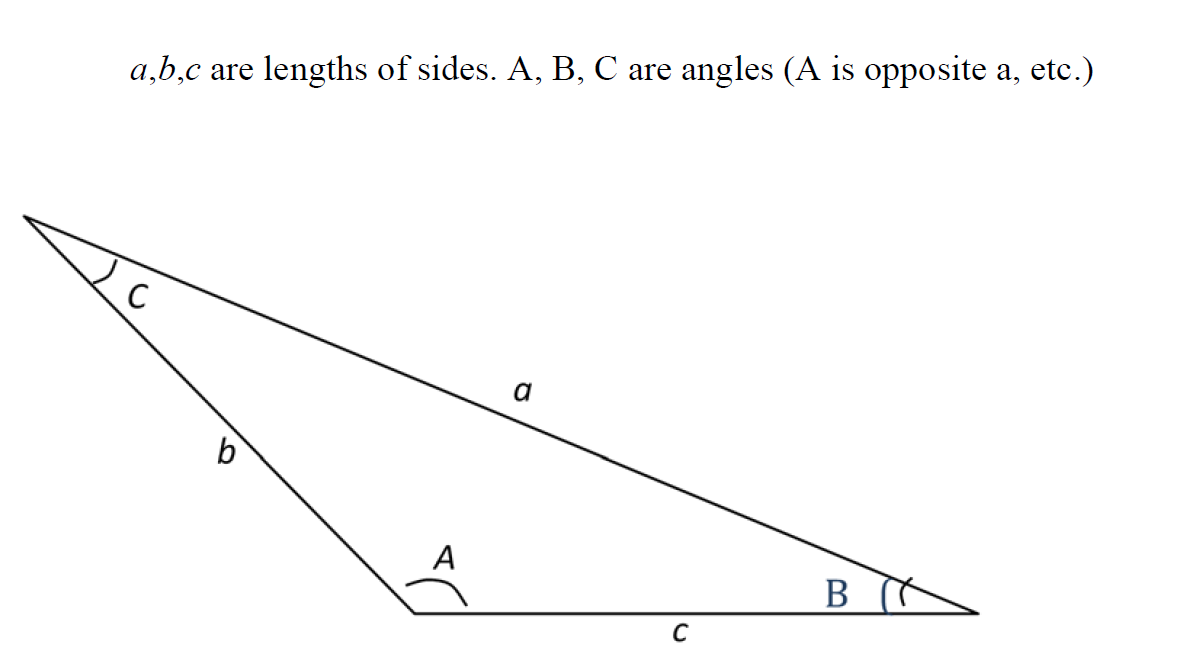 a,b,c are lengths of sides. A, B, C are angles (A is opposite a, etc.)
C
a
b
A
B
c